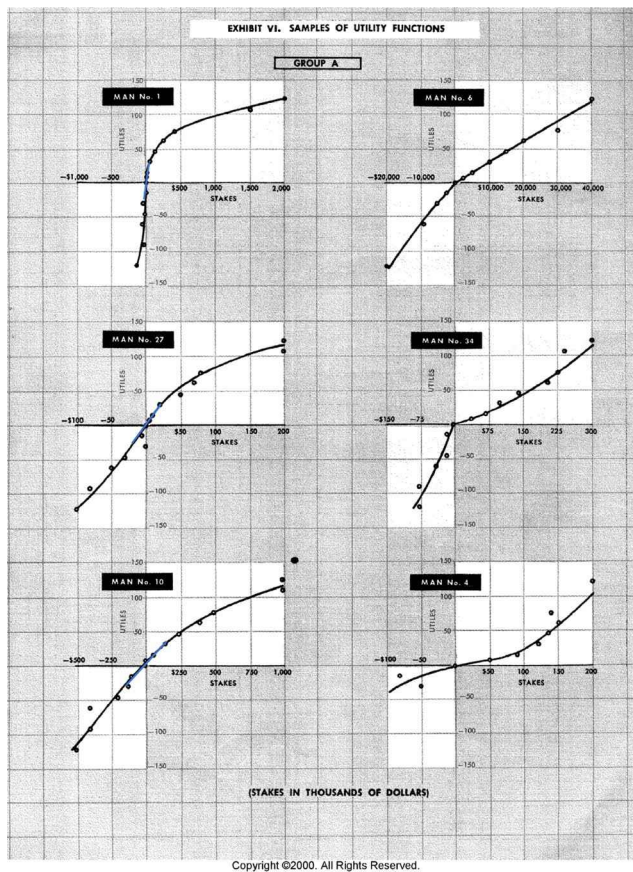 EXHIBIT VI. SAMPLES OF UTILITY FUNCTIONS
GROUP A
MAN No. 1
150
100
50
UTILES
-$1,000 -500
$500 1,000 1,500 2,000
STAKES
-50
-100
-150
MAN No. 6
150
100
50
UTILES
-$20,000 -10,000
$10,000 20,000 30,000 40,000
STAKES
-50
-100
-150
MAN No. 27
150
100
50
UTILES
-$100 -50
$50 100 150 200
STAKES
-50
-100
-150
MAN No. 34
150
100
50
UTILES
-$150 -75
$75 150 225 300
STAKES
-50
-100
-150
MAN No. 10
150
100
50
UTILES
-$500 -250
$250 500 750 1,000
STAKES
-50
-100
-150
MAN No. 4
150
100
50
UTILES
-$100 -50
50 100 150 200
STAKES
-50
-100
-150
(STAKES IN THOUSANDS OF DOLLARS)
Copyright ©2000. All Rights Reserved.